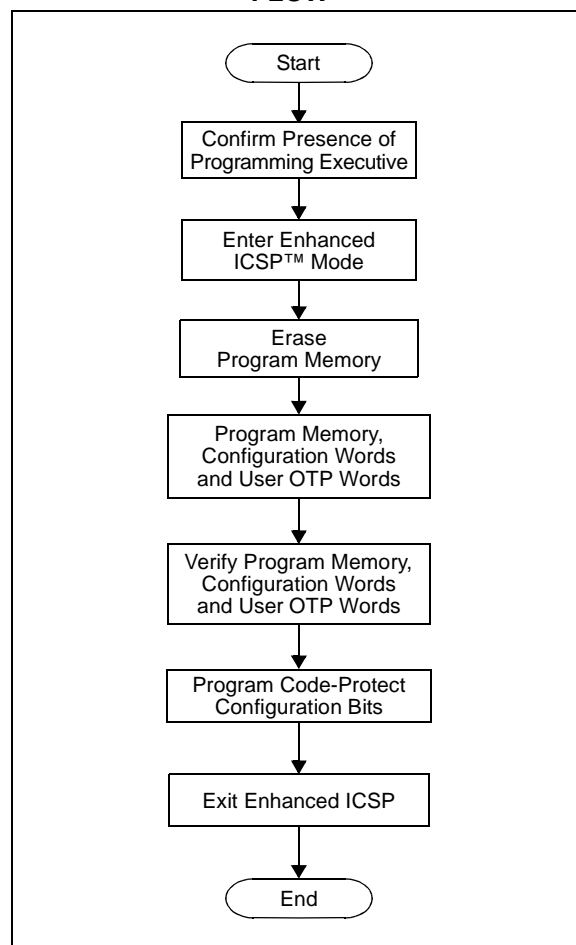 FLOW
Start
Confirm Presence of
Programming Executive
Enter Enhanced
ICSP™ Mode
Erase
Program Memory
Program Memory,
Configuration Words
and User OTP Words
Verify Program Memory,
Configuration Words
and User OTP Words
Program Code-Protect
Configuration Bits
Exit Enhanced ICSP
End